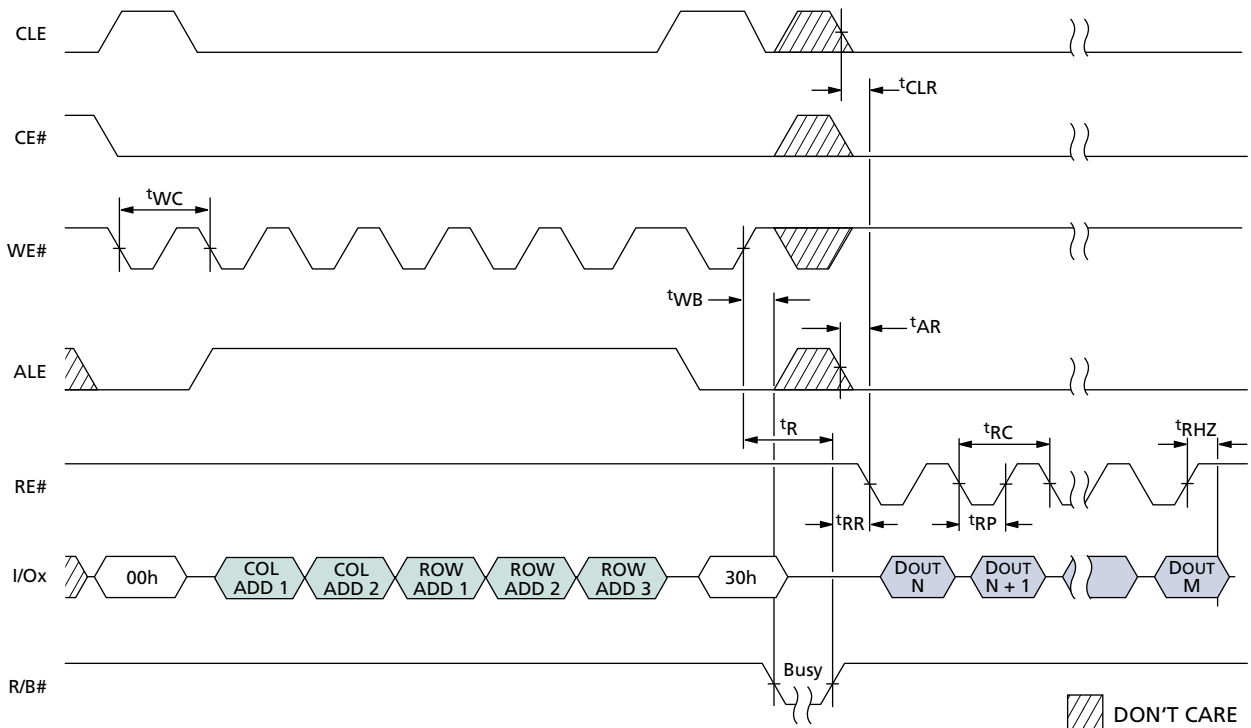 CLE
tCLR
CE#
tWC
WE#
tWB
tAR
ALE
tR
tRC
tRHZ
RE#
tRR
tRP
I/Ox
00h
COL
ADD 1
COL
ADD 2
ROW
ADD 1
ROW
ADD 2
ROW
ADD 3
30h
DOUT
N
DOUT
N + 1
DOUT
M
R/B#
Busy
DON'T CARE